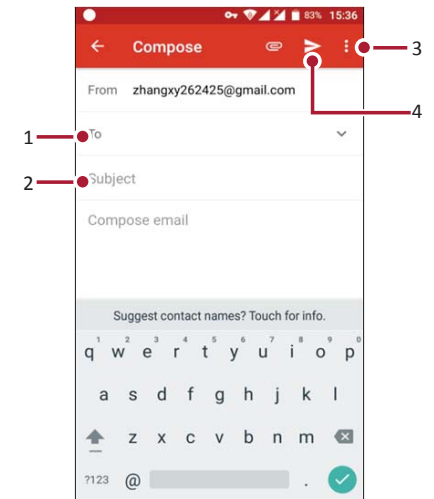 83% 15:36
Compose
3
From zhangxy262425@gmail.com
4
1 To
2 Subject
Compose email
Suggest contact names? Touch for info.
1 2 3 4 5 6 7 8 9 0
q w e r t y u i o p
a s d f g h j k l
z x c v b n m
?123 @ .